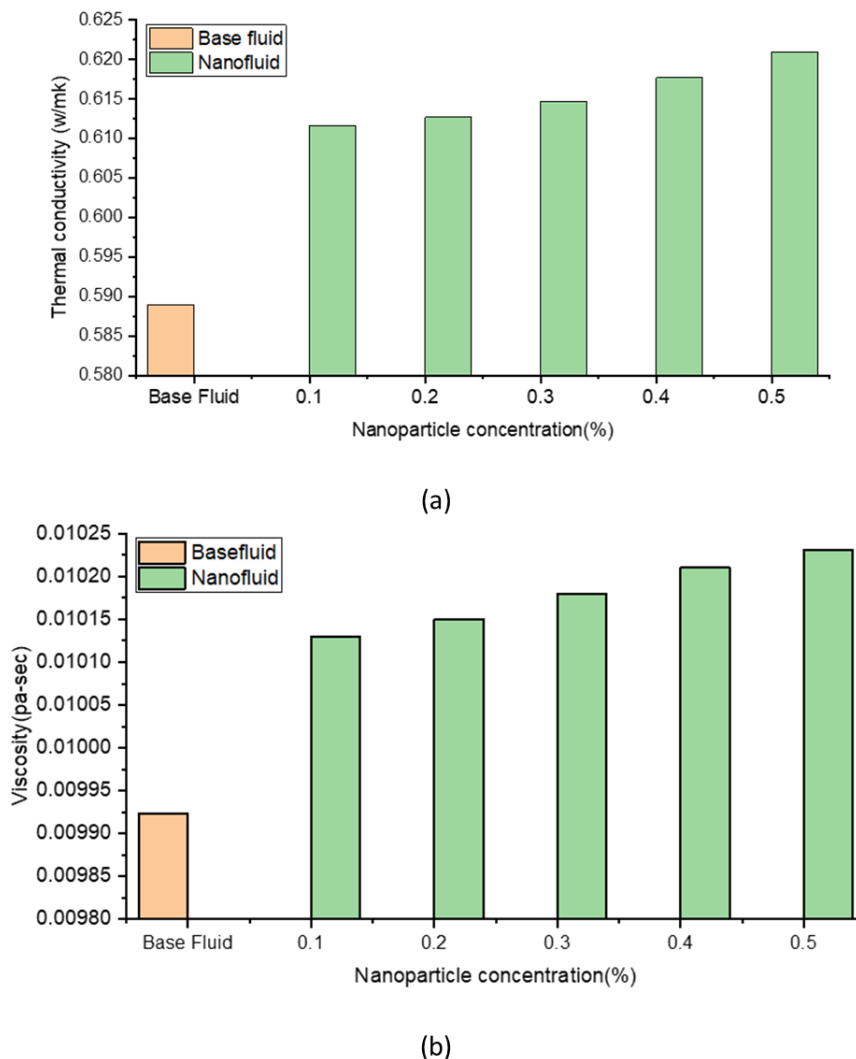 0.625
Base fluid
Nanofluid
0.620
0.615
0.610
0.605
0.600
0.595
0.590
0.585
0.580
Thermal conductivity (w/mk)
Base Fluid 0.1 0.2 0.3 0.4 0.5
Nanoparticle concentration(%)
(a)
0.01025
Basefluid
Nanofluid
0.01020
0.01015
0.01010
0.01005
0.01000
0.00995
0.00990
0.00985
0.00980
Viscosity(pa-sec)
Base Fluid 0.1 0.2 0.3 0.4 0.5
Nanoparticle concentration(%)
(b)